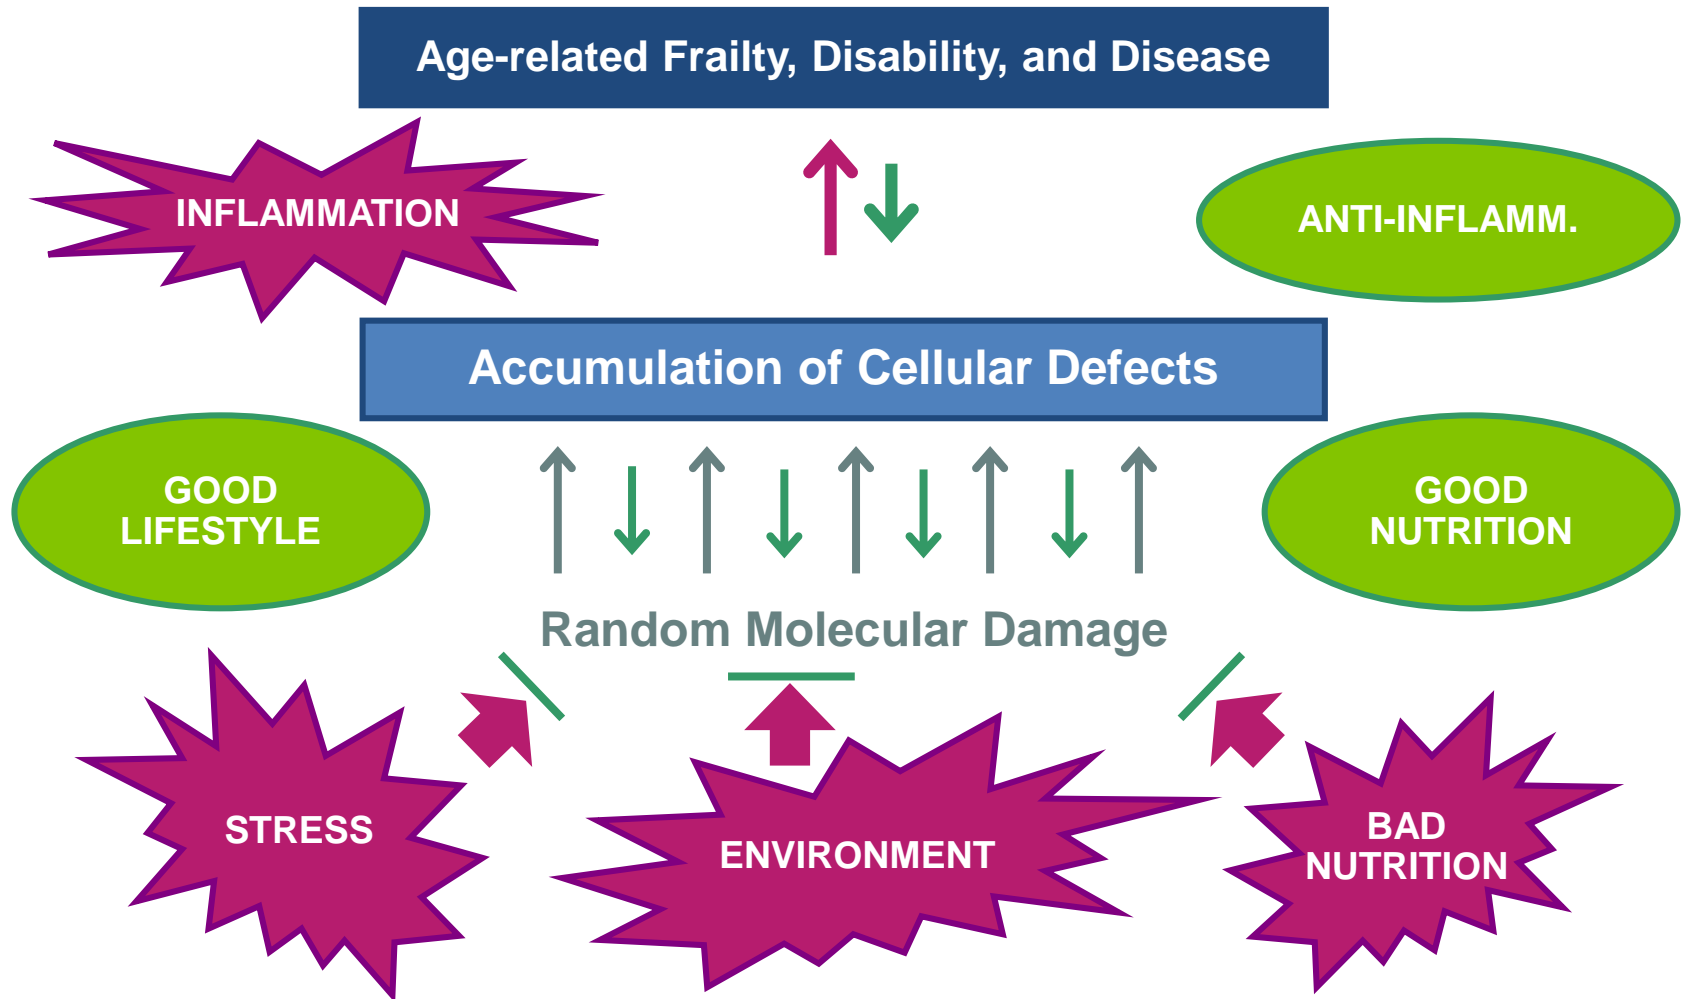 Age-related Frailty, Disability, and Disease
INFLAMMATION
ANTI-INFLAMM.
Accumulation of Cellular Defects
GOOD
LIFESTYLE
GOOD
NUTRITION
Random Molecular Damage
STRESS
ENVIRONMENT
BAD
NUTRITION